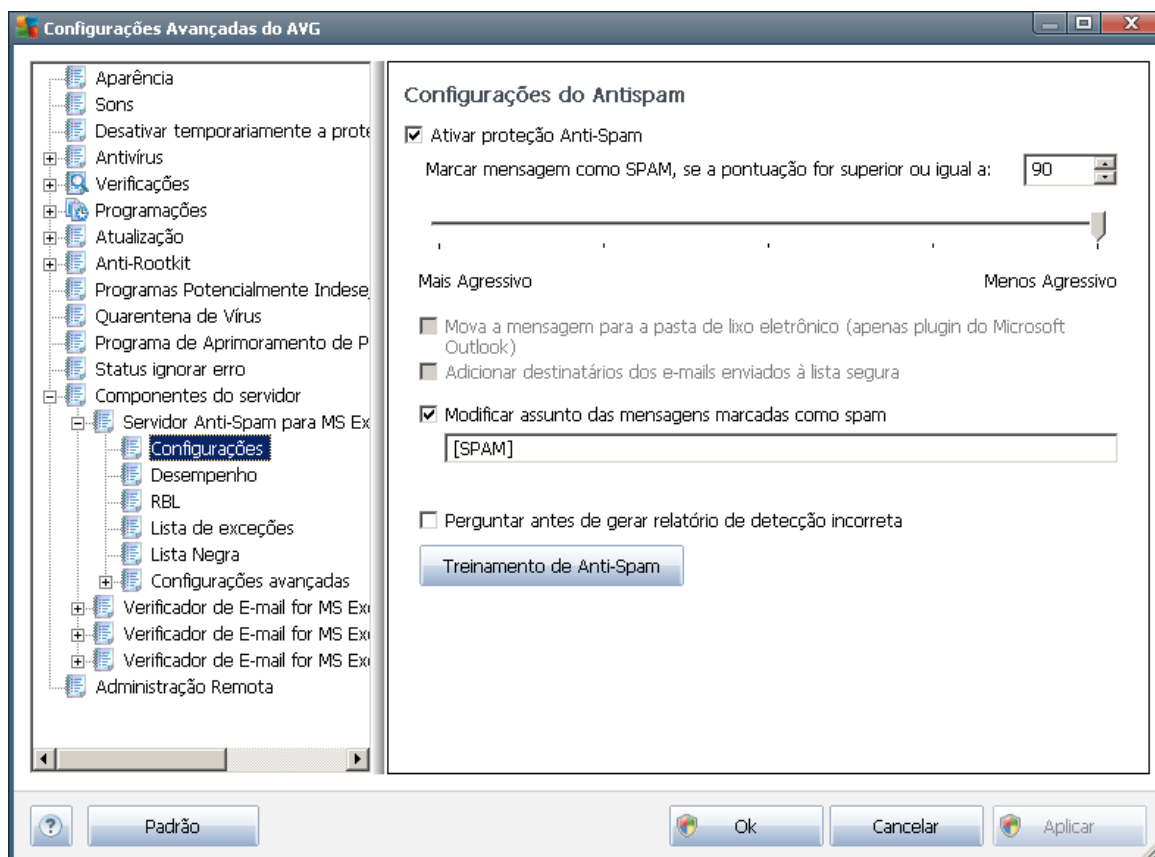 Configurações Avançadas do AVG
Aparência
Sons
Desativar temporariamente a prote
Antivírus
Verificações
Programações
Atualização
Anti-Rootkit
Programas Potencialmente Indese
Quarentena de Vírus
Programa de Aprimoramento de P
Status ignorar erro
Componentes do servidor
Servidor Anti-Spam para MS Ex
Configurações
Desempenho
RBL
Lista de exceções
Lista Negra
Configurações avançadas
Verificador de E-mail for MS Exc
Verificador de E-mail for MS Exc
Verificador de E-mail for MS Exc
Administração Remota
Configurações do Antispam
Ativar proteção Anti-Spam
Marcar mensagem como SPAM, se a pontuação for superior ou igual a: 90
Mais Agressivo Menos Agressivo
Mova a mensagem para a pasta de lixo eletrônico (apenas plugin do Microsoft
Outlook)
Adicionar destinatários dos e-mails enviados à lista segura
Modificar assunto das mensagens marcadas como spam
[SPAM]
Perguntar antes de gerar relatório de detecção incorreta
Treinamento de Anti-Spam
? Padrão Ok Cancelar Aplicar